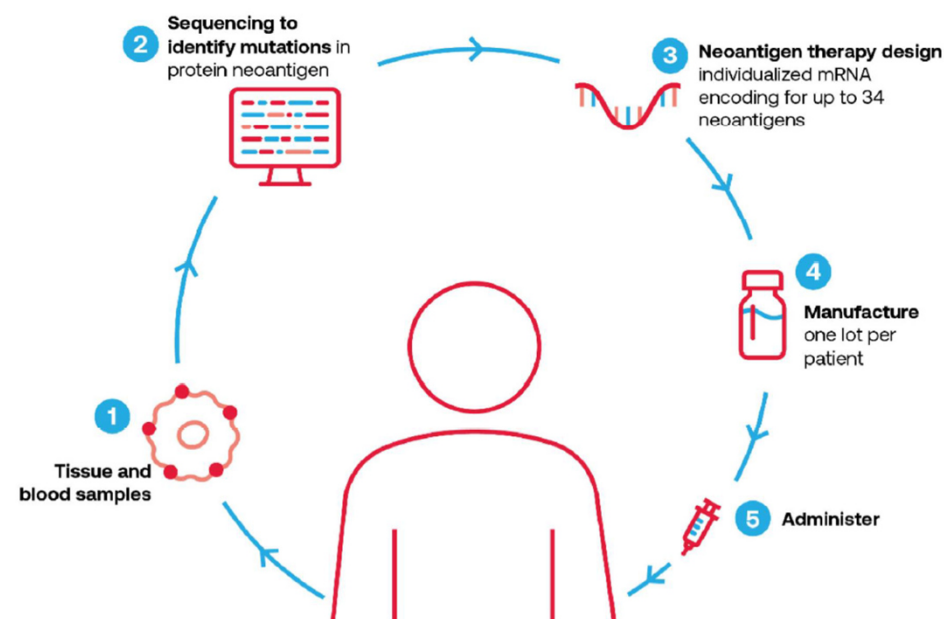 1
Tissue and
blood samples
2
Sequencing to
identify mutations in
protein neoantigen
3
Neoantigen therapy design
individualized mRNA
encoding for up to 34
neoantigens
4
Manufacture
one lot per
patient
5
Administer